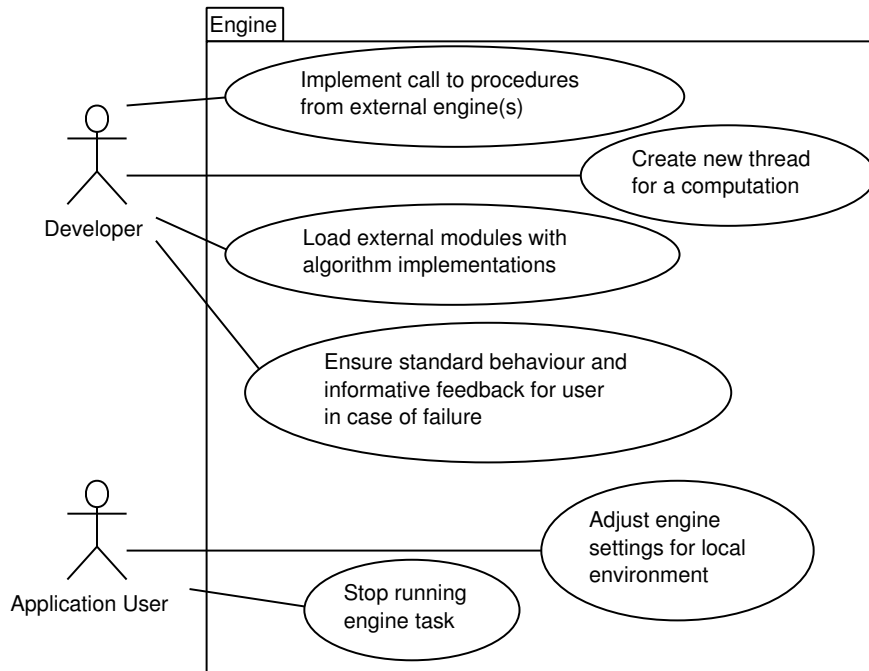 Engine
Implement call to procedures
from external engine(s)
Create new thread
for a computation
Developer
Load external modules with
algorithm implementations
Ensure standard behaviour and
informative feedback for user
in case of failure
Adjust engine
settings for local
environment
Application User
Stop running
engine task